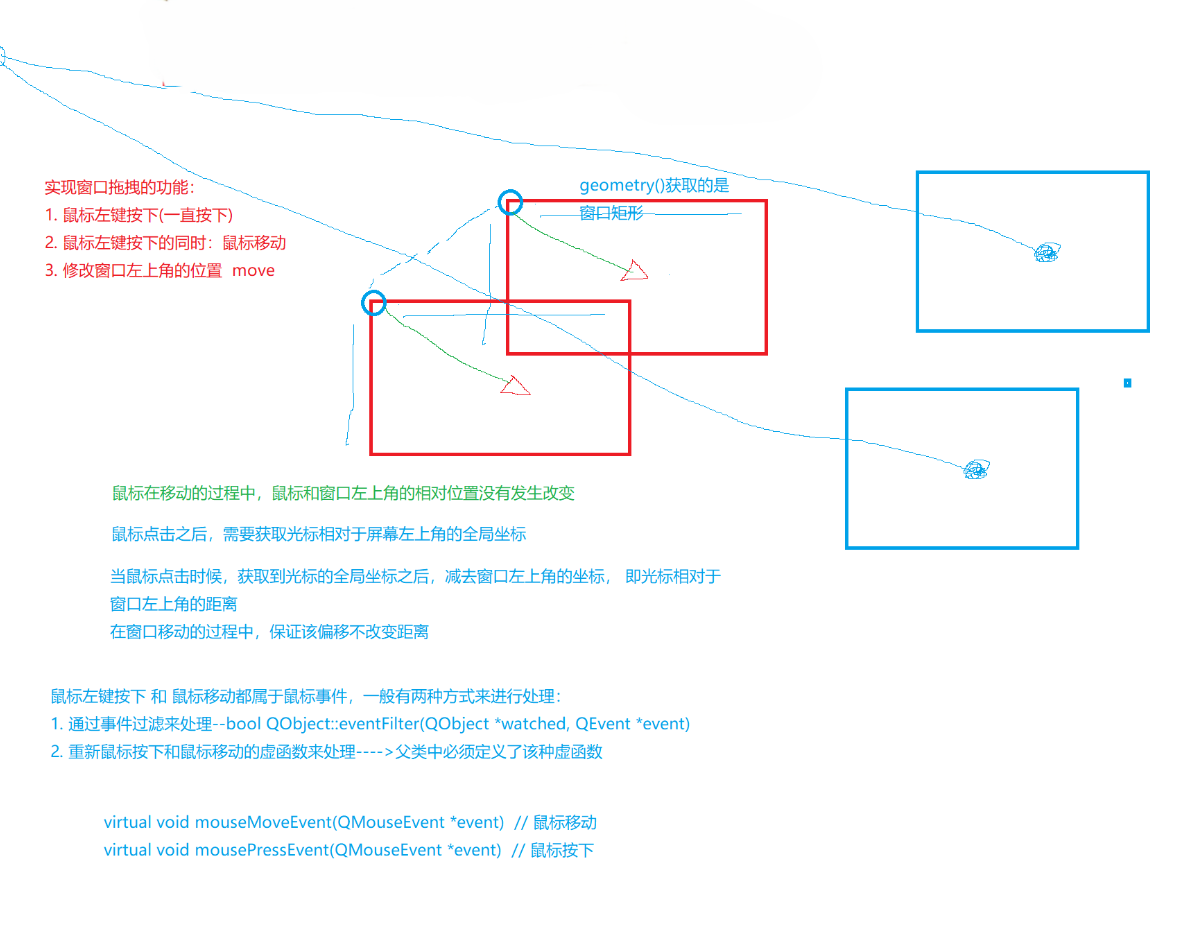 实现窗口拖拽的功能：
1. 鼠标左键按下(一直按下)
2. 鼠标左键按下的同时：鼠标移动
3. 修改窗口左上角的位置  move
geometry()获取的是
窗口矩形
鼠标在移动的过程中，鼠标和窗口左上角的相对位置没有发生改变
鼠标点击之后，需要获取光标相对于屏幕左上角的全局坐标
当鼠标点击时候，获取到光标的全局坐标之后，减去窗口左上角的坐标， 即光标相对于
窗口左上角的距离
在窗口移动的过程中，保证该偏移不改变距离
鼠标左键按下 和 鼠标移动都属于鼠标事件，一般有两种方式来进行处理：
1. 通过事件过滤来处理--bool QObject::eventFilter(QObject *watched, QEvent *event)
2. 重新鼠标按下和鼠标移动的虚函数来处理---->父类中必须定义了该种虚函数
virtual void mouseMoveEvent(QMouseEvent *event)  // 鼠标移动
virtual void mousePressEvent(QMouseEvent *event)  // 鼠标按下